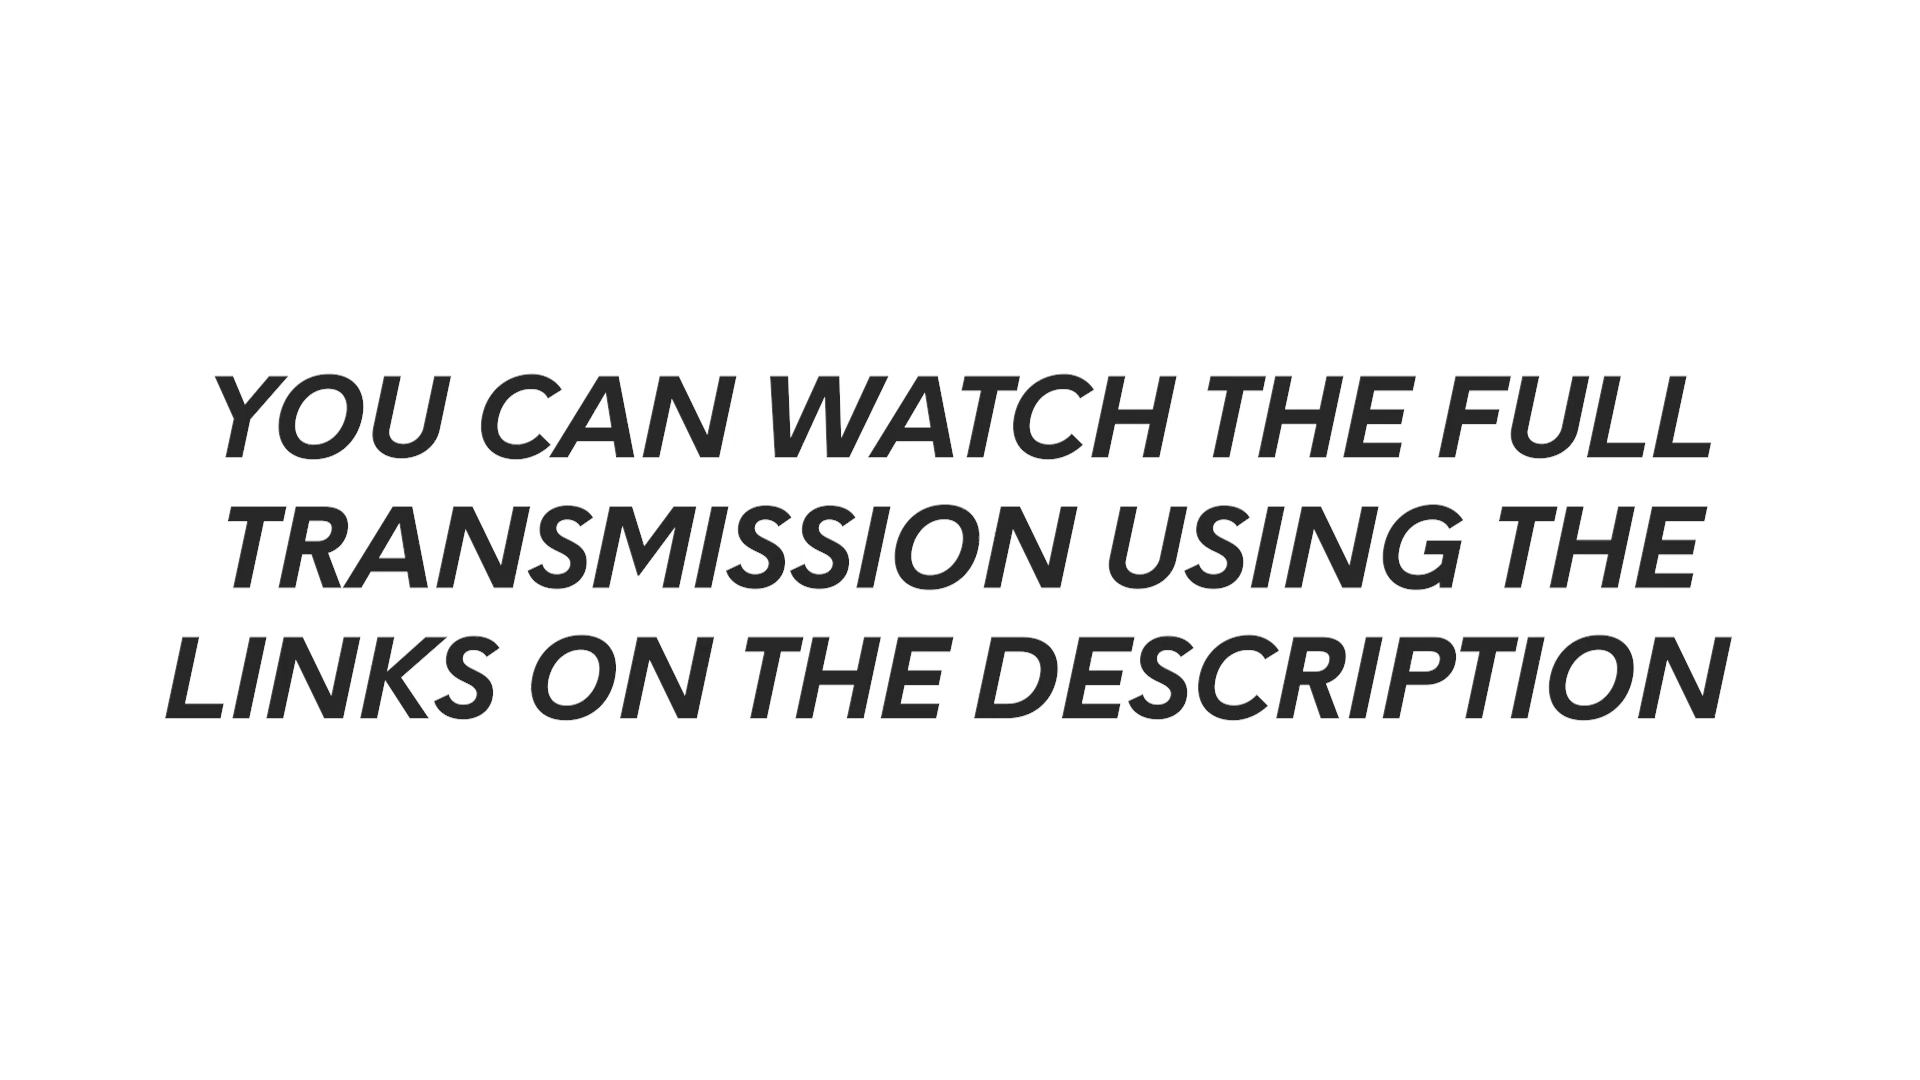 YOU CAN WATCH THE FULL
TRANSMISSION USING THE
LINKS ON THE DESCRIPTION